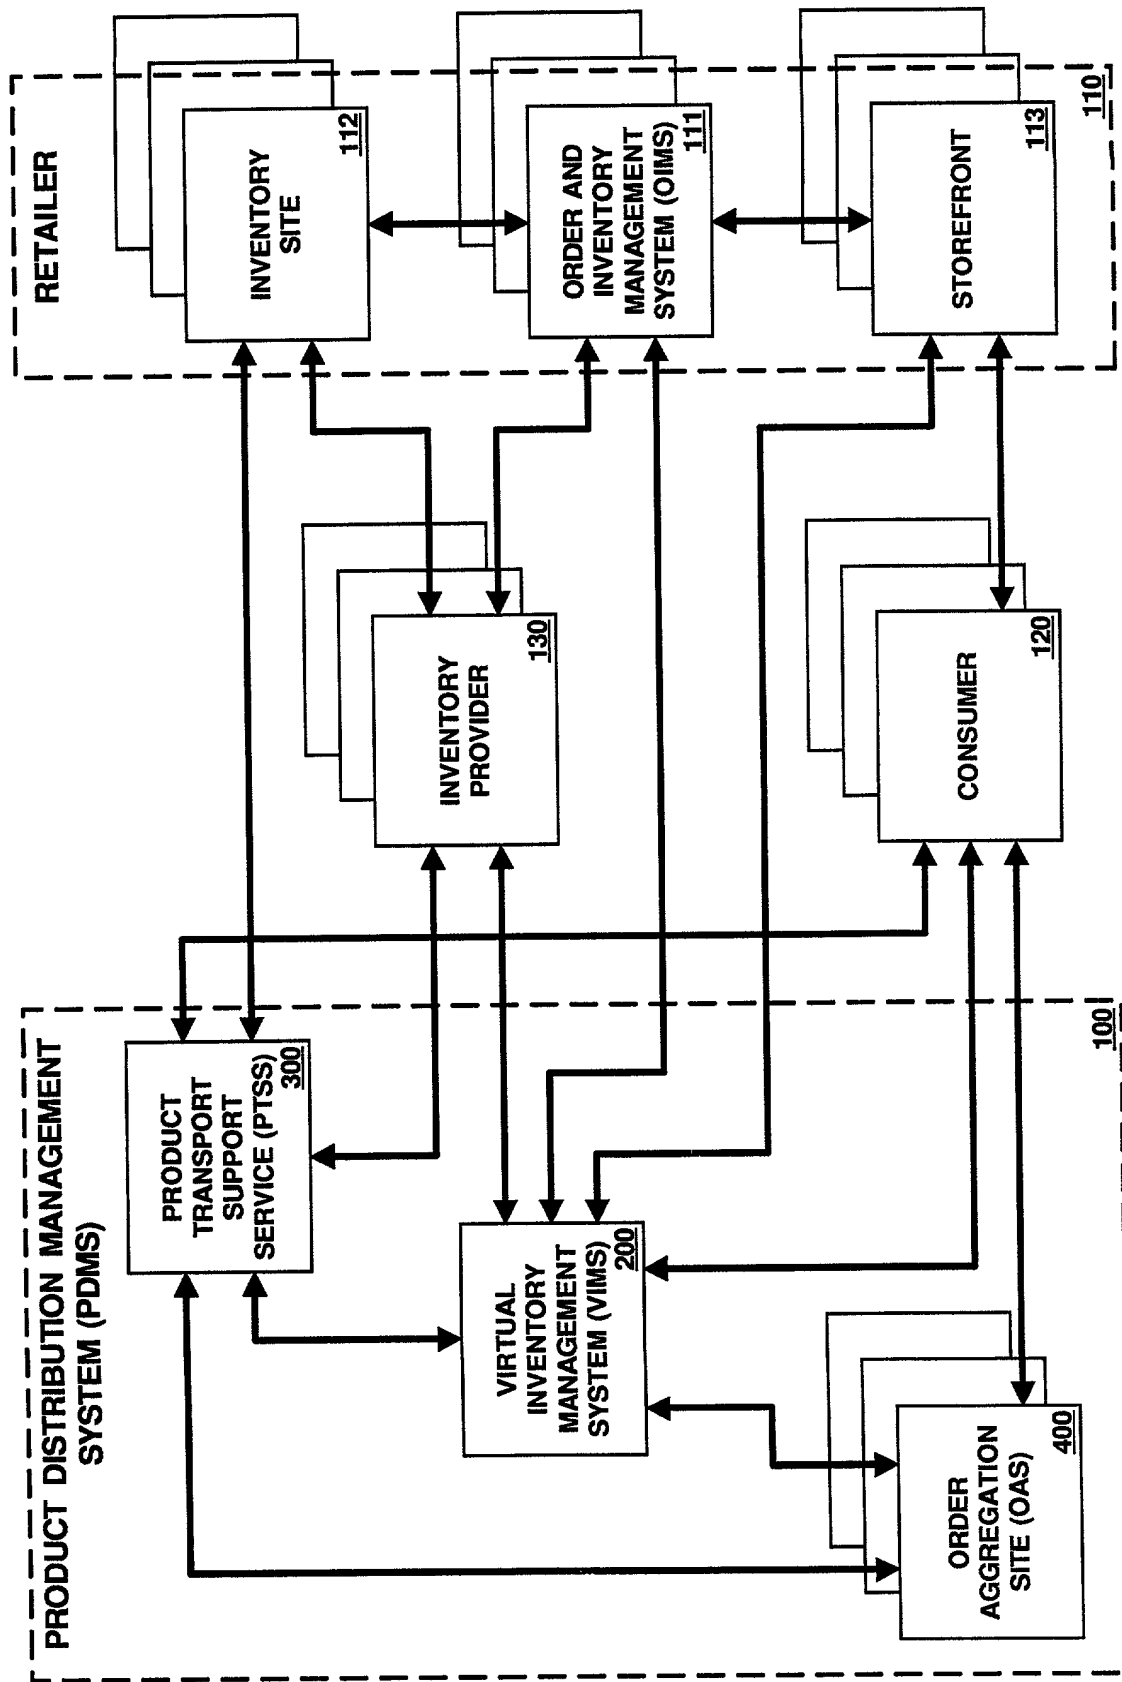 PRODUCT DISTRIBUTION MANAGEMENT
SYSTEM (PDMS)
PRODUCT
TRANSPORT
SUPPORT
SERVICE (PTSS)
300
VIRTUAL
INVENTORY
MANAGEMENT
SYSTEM (VIMS)
200
ORDER
AGGREGATION
SITE (OAS)
400
100
INVENTORY
PROVIDER
130
CONSUMER
120
RETAILER
INVENTORY
SITE
112
ORDER AND
INVENTORY
MANAGEMENT
SYSTEM (OIMS)
111
STOREFRONT
113
110